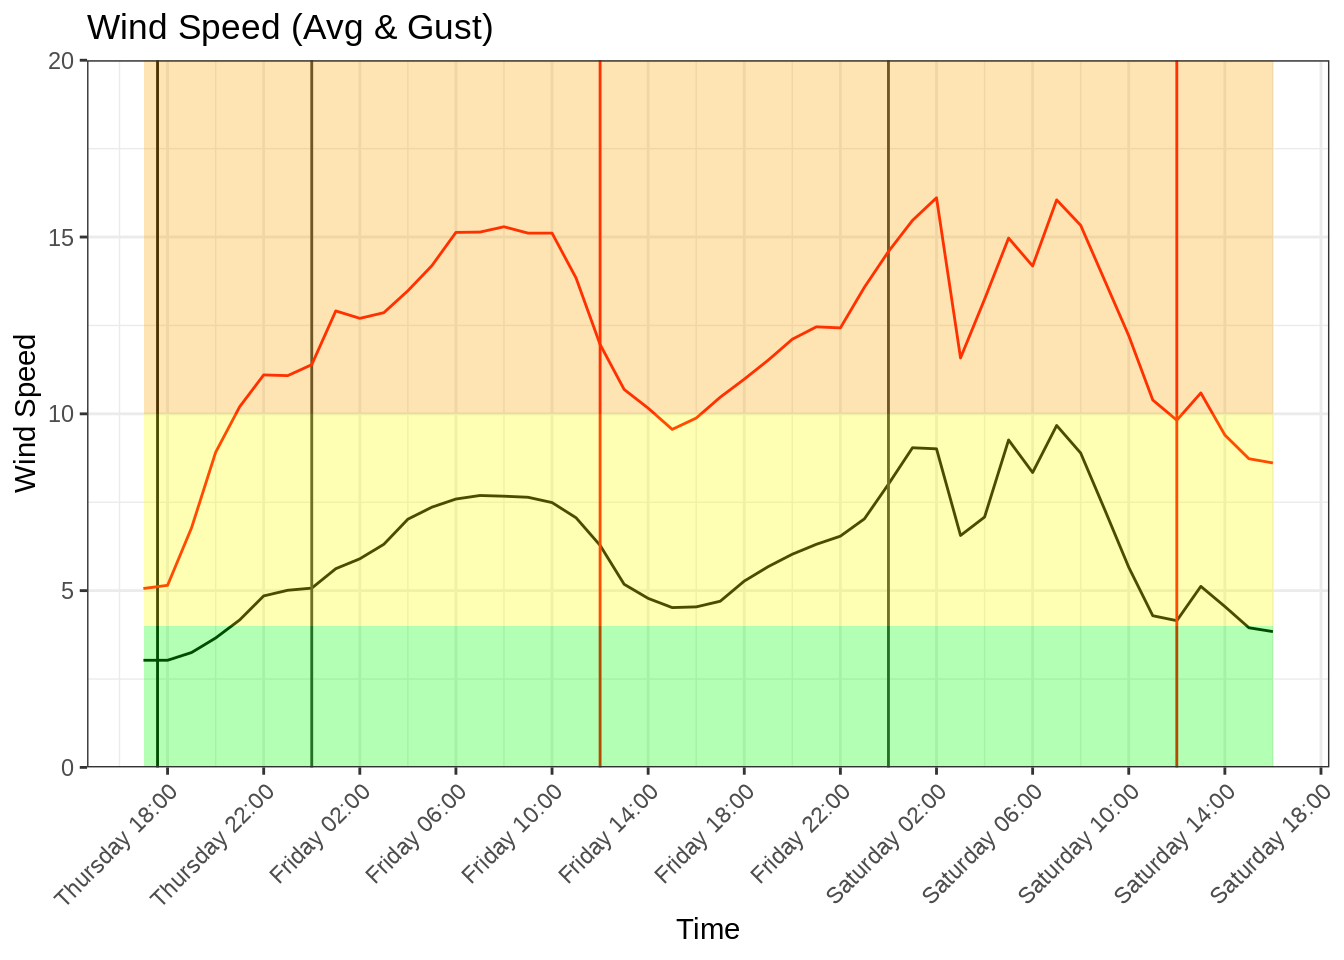 Wind Speed (Avg & Gust)
20
15
10
5
0
Wind Speed
Thursday 18:00
Thursday 22:00
Friday 02:00
Friday 06:00
Friday 10:00
Friday 14:00
Friday 18:00
Friday 22:00
Saturday 02:00
Saturday 06:00
Saturday 10:00
Saturday 14:00
Saturday 18:00
Time